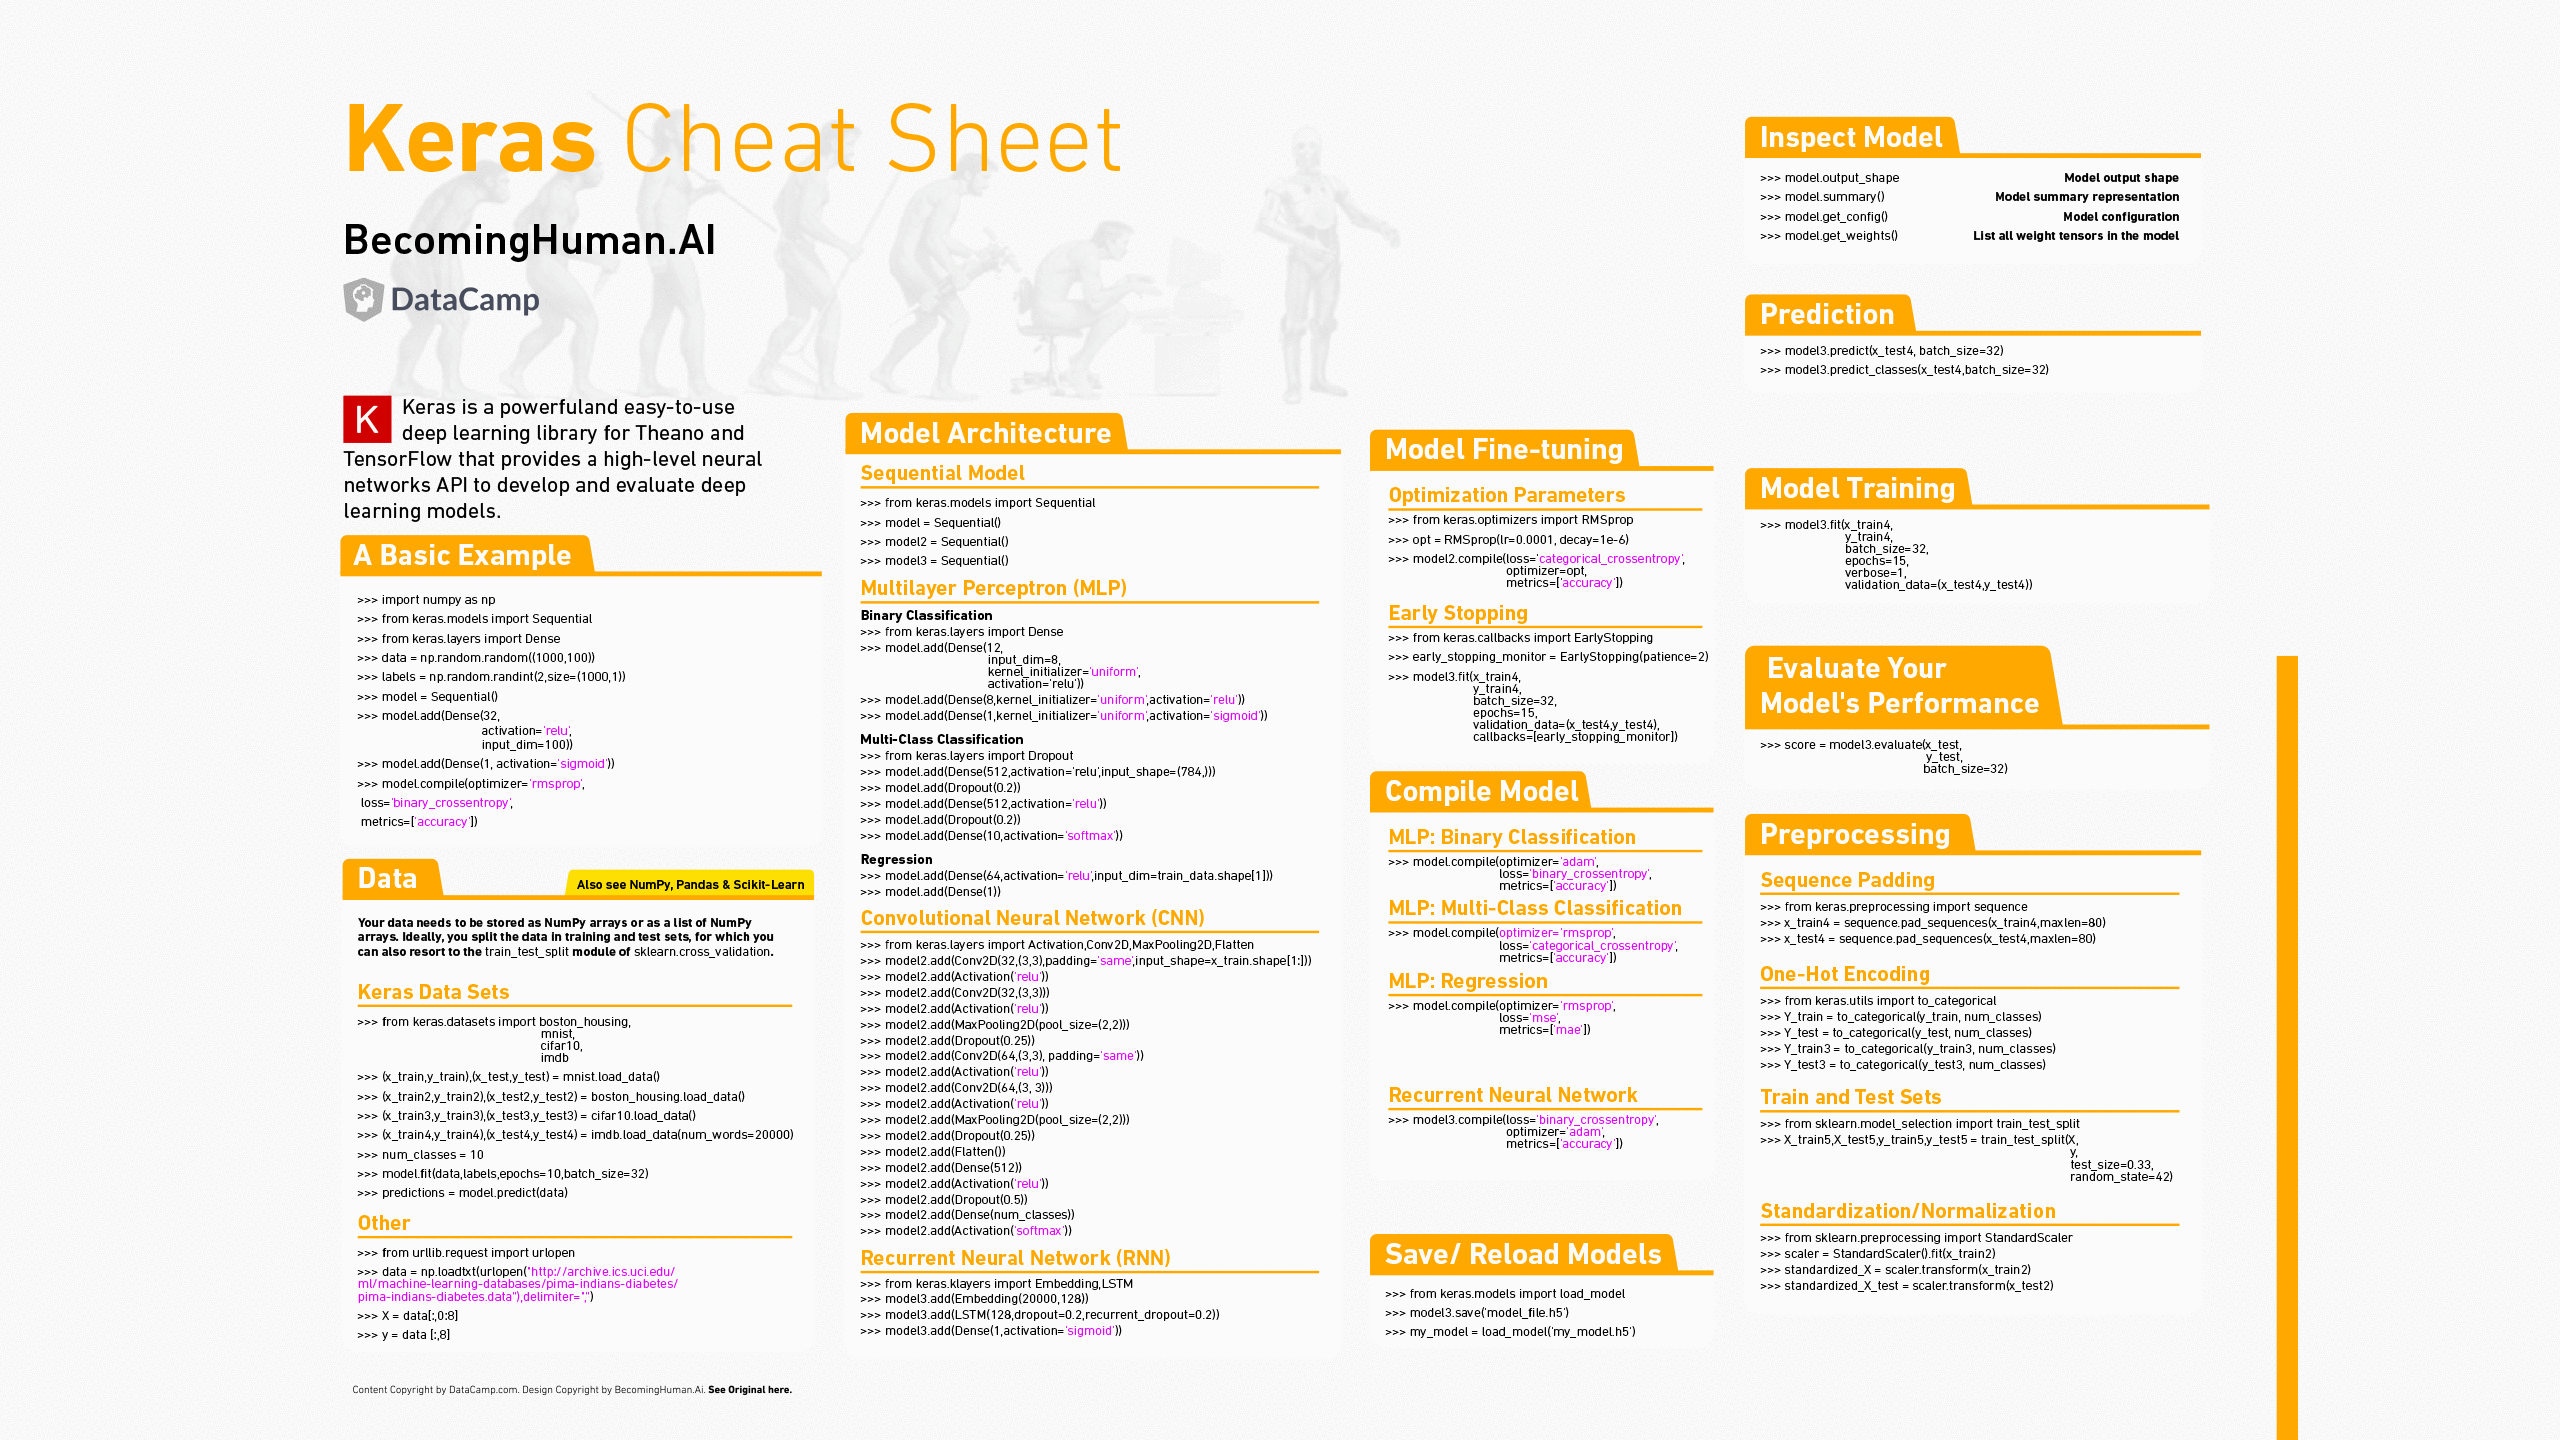 Keras Cheat Sheet
BecomingHuman.AI
DataCamp
K
Keras is a powerfuland easy-to-use
deep learning library for Theano and
TensorFlow that provides a high-level neural
networks API to develop and evaluate deep
learning models.
A Basic Example
>>> import numpy as np
>>> from keras.models import Sequential
>>> from keras.layers import Dense
>>> data = np.random.random((1000,100))
>>> labels = np.random.randint(2,size=(1000,1))
>>> model = Sequential()
>>> model.add(Dense(32,
activation='relu',
input_dim=100))
>>> model.add(Dense(1, activation='sigmoid'))
>>> model.compile(optimizer='rmsprop',
loss='binary_crossentropy',
metrics=['accuracy'])
Data
Also see NumPy, Pandas & Scikit-Learn
Your data needs to be stored as NumPy arrays or as a list of NumPy
arrays. Ideally, you split the data in training and test sets, for which you
can also resort to the train_test_split module of sklearn.cross_validation.
Keras Data Sets
>>> from keras.datasets import boston_housing,
mnist,
cifar10,
imdb
>>> (x_train,y_train),(x_test,y_test) = mnist.load_data()
>>> (x_train2,y_train2),(x_test2,y_test2) = boston_housing.load_data()
>>> (x_train3,y_train3),(x_test3,y_test3) = cifar10.load_data()
>>> (x_train4,y_train4),(x_test4,y_test4) = imdb.load_data(num_words=20000)
>>> num_classes = 10
>>> model.fit(data,labels,epochs=10,batch_size=32)
>>> predictions = model.predict(data)
Other
>>> from urllib.request import urlopen
>>> data = np.loadtxt(urlopen("http://archive.ics.uci.edu/
ml/machine-learning-databases/pima-indians-diabetes/
pima-indians-diabetes.data"),delimiter=",")
>>> X = data[:,0:8]
>>> y = data [:,8]
Content Copyright by DataCamp.com. Design Copyright by BecomingHuman.Ai. See Original here.
Model Architecture
Sequential Model
>>> from keras.models import Sequential
>>> model = Sequential()
>>> model2 = Sequential()
>>> model3 = Sequential()
Multilayer Perceptron (MLP)
Binary Classification
>>> from keras.layers import Dense
>>> model.add(Dense(12,
input_dim=8,
kernel_initializer='uniform',
activation='relu'))
>>> model.add(Dense(8,kernel_initializer='uniform',activation='relu'))
>>> model.add(Dense(1,kernel_initializer='uniform',activation='sigmoid'))
Multi-Class Classification
>>> from keras.layers import Dropout
>>> model.add(Dense(512,activation='relu',input_shape=(784,)))
>>> model.add(Dropout(0.2))
>>> model.add(Dense(512,activation='relu'))
>>> model.add(Dropout(0.2))
>>> model.add(Dense(10,activation='softmax'))
Regression
>>> model.add(Dense(64,activation='relu',input_dim=train_data.shape[1]))
>>> model.add(Dense(1))
Convolutional Neural Network (CNN)
>>> from keras.layers import Activation,Conv2D,MaxPooling2D,Flatten
>>> model2.add(Conv2D(32,(3,3),padding='same',input_shape=x_train.shape[1:]))
>>> model2.add(Activation('relu'))
>>> model2.add(Conv2D(32,(3,3)))
>>> model2.add(Activation('relu'))
>>> model2.add(MaxPooling2D(pool_size=(2,2)))
>>> model2.add(Dropout(0.25))
>>> model2.add(Conv2D(64,(3,3), padding='same'))
>>> model2.add(Activation('relu'))
>>> model2.add(Conv2D(64,(3, 3)))
>>> model2.add(Activation('relu'))
>>> model2.add(MaxPooling2D(pool_size=(2,2)))
>>> model2.add(Dropout(0.25))
>>> model2.add(Flatten())
>>> model2.add(Dense(512))
>>> model2.add(Activation('relu'))
>>> model2.add(Dropout(0.5))
>>> model2.add(Dense(num_classes))
>>> model2.add(Activation('softmax'))
Recurrent Neural Network (RNN)
>>> from keras.klayers import Embedding,LSTM
>>> model3.add(Embedding(20000,128))
>>> model3.add(LSTM(128,dropout=0.2,recurrent_dropout=0.2))
>>> model3.add(Dense(1,activation='sigmoid'))
Model Fine-tuning
Optimization Parameters
>>> from keras.optimizers import RMSprop
>>> opt = RMSprop(lr=0.0001, decay=1e-6)
>>> model2.compile(loss='categorical_crossentropy',
optimizer=opt,
metrics=['accuracy'])
Early Stopping
>>> from keras.callbacks import EarlyStopping
>>> early_stopping_monitor = EarlyStopping(patience=2)
>>> model3.fit(x_train4,
y_train4,
batch_size=32,
epochs=15,
validation_data=(x_test4,y_test4),
callbacks=[early_stopping_monitor])
Compile Model
MLP: Binary Classification
>>> model.compile(optimizer='adam',
loss='binary_crossentropy',
metrics=['accuracy'])
MLP: Multi-Class Classification
>>> model.compile(optimizer='rmsprop',
loss='categorical_crossentropy',
metrics=['accuracy'])
MLP: Regression
>>> model.compile(optimizer='rmsprop',
loss='mse',
metrics=['mae'])
Recurrent Neural Network
>>> model3.compile(loss='binary_crossentropy',
optimizer='adam',
metrics=['accuracy'])
Save/ Reload Models
>>> from keras.models import load_model
>>> model3.save('model_file.h5')
>>> my_model = load_model('my_model.h5')
Inspect Model
>>> model.output_shape Model output shape
>>> model.summary() Model summary representation
>>> model.get_config() Model configuration
>>> model.get_weights() List all weight tensors in the model
Prediction
>>> model3.predict(x_test4, batch_size=32)
>>> model3.predict_classes(x_test4,batch_size=32)
Model Training
>>> model3.fit(x_train4,
y_train4,
batch_size=32,
epochs=15,
verbose=1,
validation_data=(x_test4,y_test4))
Evaluate Your
Model's Performance
>>> score = model3.evaluate(x_test,
y_test,
batch_size=32)
Preprocessing
Sequence Padding
>>> from keras.preprocessing import sequence
>>> x_train4 = sequence.pad_sequences(x_train4,maxlen=80)
>>> x_test4 = sequence.pad_sequences(x_test4,maxlen=80)
One-Hot Encoding
>>> from keras.utils import to_categorical
>>> Y_train = to_categorical(y_train, num_classes)
>>> Y_test = to_categorical(y_test, num_classes)
>>> Y_train3 = to_categorical(y_train3, num_classes)
>>> Y_test3 = to_categorical(y_test3, num_classes)
Train and Test Sets
>>> from sklearn.model_selection import train_test_split
>>> X_train5,X_test5,y_train5,y_test5 = train_test_split(X,
y,
test_size=0.33,
random_state=42)
Standardization/Normalization
>>> from sklearn.preprocessing import StandardScaler
>>> scaler = StandardScaler().fit(x_train2)
>>> standardized_X = scaler.transform(x_train2)
>>> standardized_X_test = scaler.transform(x_test2)